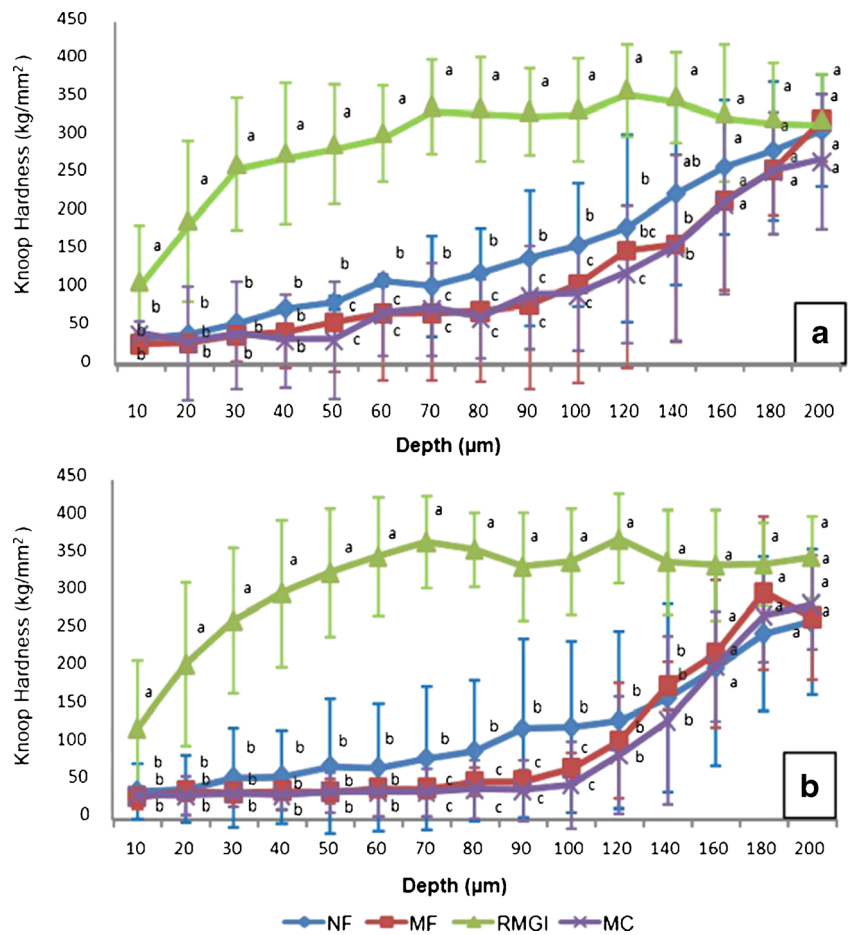 450
400
350
300
250
200
150
100
50
0
Knoop Hardness (kg/mm²)
a a a a a a a a a a a a a a a
b b b b b b b b b b b ab a a a
b b b b c c c c c c bc b a a a
b b b b c c c c c c c b a a a
a
10 20 30 40 50 60 70 80 90 100 120 140 160 180 200
Depth (µm)
450
400
350
300
250
200
150
100
50
0
Knoop Hardness (kg/mm²)
a a a a a a a a a a a a a a a
b b b b b b b b b b b b a a a
b b b b b b c c c c b b a a a
b b b b b b c c c c b b a a a
b
10 20 30 40 50 60 70 80 90 100 120 140 160 180 200
Depth (µm)
NF MF RMGI MC